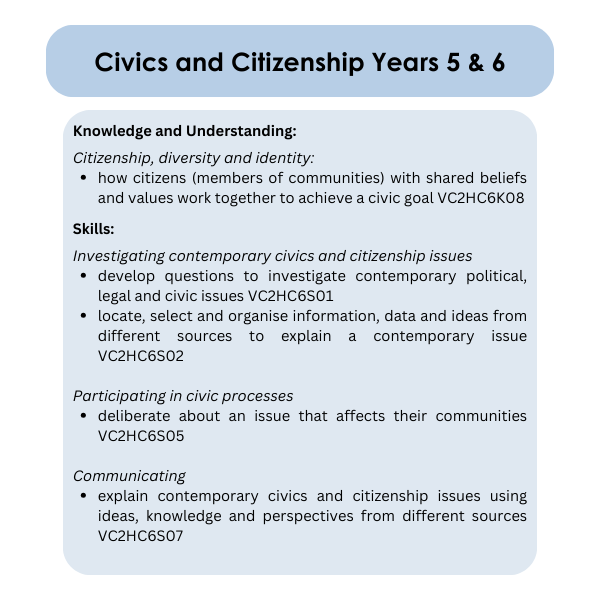 Civics and Citizenship Years 5 & 6
Knowledge and Understanding:
Citizenship, diversity and identity:
• how citizens (members of communities) with shared beliefs
and values work together to achieve a civic goal VC2HC6K08
Skills:
Investigating contemporary civics and citizenship issues
• develop questions to investigate contemporary political,
legal and civic issues VC2HC6S01
• locate, select and organise information, data and ideas from
different sources to explain a contemporary issue
VC2HC6S02
Participating in civic processes
• deliberate about an issue that affects their communities
VC2HC6S05
Communicating
• explain contemporary civics and citizenship issues using
ideas, knowledge and perspectives from different sources
VC2HC6S07